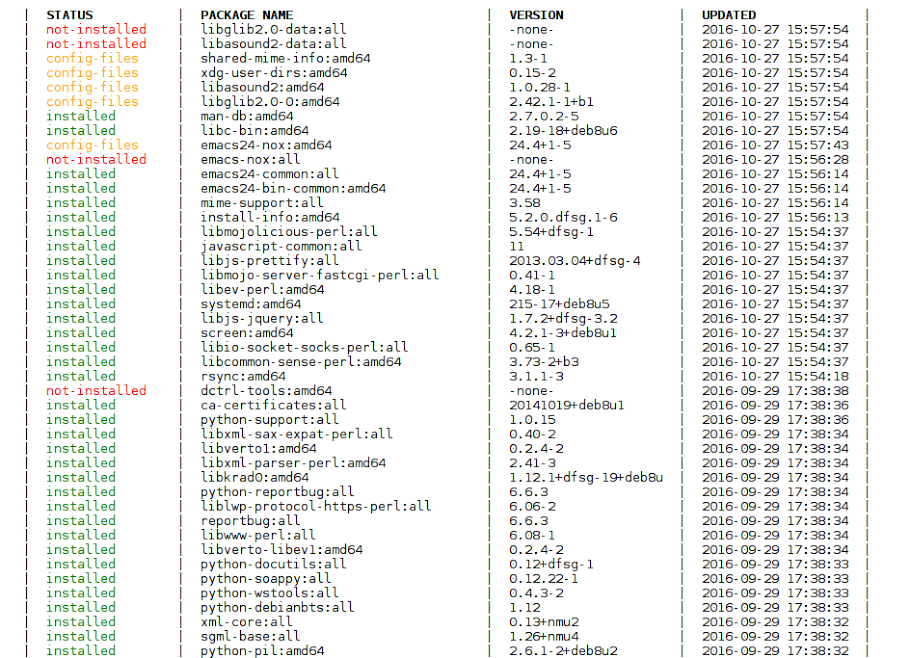 | STATUS | PACKAGE NAME | VERSION | UPDATED |
| not-installed | libglib2.0-data:all | -none- | 2016-10-27 15:57:54 |
| not-installed | libasound2-data:all | -none- | 2016-10-27 15:57:54 |
| config-files | shared-mime-info:amd64 | 1.3-1 | 2016-10-27 15:57:54 |
| config-files | xdg-user-dirs:amd64 | 0.15-2 | 2016-10-27 15:57:54 |
| config-files | libasound2:amd64 | 1.0.28-1 | 2016-10-27 15:57:54 |
| config-files | libglib2.0-0:amd64 | 2.42.1-1+b1 | 2016-10-27 15:57:54 |
| installed | man-db:amd64 | 2.7.0.2-5 | 2016-10-27 15:57:54 |
| installed | libc-bin:amd64 | 2.19-18+deb8u6 | 2016-10-27 15:57:54 |
| config-files | emacs24-nox:amd64 | 24.4+1-5 | 2016-10-27 15:57:43 |
| not-installed | emacs-nox:all | -none- | 2016-10-27 15:56:28 |
| installed | emacs24-common:all | 24.4+1-5 | 2016-10-27 15:56:14 |
| installed | emacs24-bin-common:amd64 | 24.4+1-5 | 2016-10-27 15:56:14 |
| installed | mime-support:all | 3.58 | 2016-10-27 15:56:14 |
| installed | install-info:amd64 | 5.2.0.dfsg.1-6 | 2016-10-27 15:56:13 |
| installed | libmojolicious-perl:all | 5.54+dfsg-1 | 2016-10-27 15:54:37 |
| installed | javascript-common:all | 11 | 2016-10-27 15:54:37 |
| installed | libjs-prettify:all | 2013.03.04+dfsg-4 | 2016-10-27 15:54:37 |
| installed | libmojo-server-fastcgi-perl:all | 0.41-1 | 2016-10-27 15:54:37 |
| installed | libev-perl:amd64 | 4.18-1 | 2016-10-27 15:54:37 |
| installed | systemd:amd64 | 215-17+deb8u5 | 2016-10-27 15:54:37 |
| installed | libjs-jquery:all | 1.7.2+dfsg-3.2 | 2016-10-27 15:54:37 |
| installed | screen:amd64 | 4.2.1-3+deb8u1 | 2016-10-27 15:54:37 |
| installed | libio-socket-socks-perl:all | 0.65-1 | 2016-10-27 15:54:37 |
| installed | libcommon-sense-perl:amd64 | 3.73-2+b3 | 2016-10-27 15:54:37 |
| installed | rsync:amd64 | 3.1.1-3 | 2016-10-27 15:54:18 |
| not-installed | dctrl-tools:amd64 | -none- | 2016-09-29 17:38:38 |
| installed | ca-certificates:all | 20141019+deb8u1 | 2016-09-29 17:38:36 |
| installed | python-support:all | 1.0.15 | 2016-09-29 17:38:36 |
| installed | libxml-sax-expat-perl:all | 0.40-2 | 2016-09-29 17:38:34 |
| installed | libverto1:amd64 | 0.2.4-2 | 2016-09-29 17:38:34 |
| installed | libxml-parser-perl:amd64 | 2.41-3 | 2016-09-29 17:38:34 |
| installed | libkrad0:amd64 | 1.12.1+dfsg-19+deb8u | 2016-09-29 17:38:34 |
| installed | python-reportbug:all | 6.6.3 | 2016-09-29 17:38:34 |
| installed | liblwp-protocol-https-perl:all | 6.06-2 | 2016-09-29 17:38:34 |
| installed | reportbug:all | 6.6.3 | 2016-09-29 17:38:34 |
| installed | libwww-perl:all | 6.08-1 | 2016-09-29 17:38:34 |
| installed | libverto-libev1:amd64 | 0.2.4-2 | 2016-09-29 17:38:34 |
| installed | python-docutils:all | 0.12+dfsg-1 | 2016-09-29 17:38:33 |
| installed | python-soappy:all | 0.12.22-1 | 2016-09-29 17:38:33 |
| installed | python-wstools:all | 0.4.3-2 | 2016-09-29 17:38:33 |
| installed | python-debianbts:all | 1.12 | 2016-09-29 17:38:33 |
| installed | xml-core:all | 0.13+nmu2 | 2016-09-29 17:38:32 |
| installed | sgml-base:all | 1.26+nmu4 | 2016-09-29 17:38:32 |
| installed | python-pil:amd64 | 2.6.1-2+deb8u2 | 2016-09-29 17:38:32 |